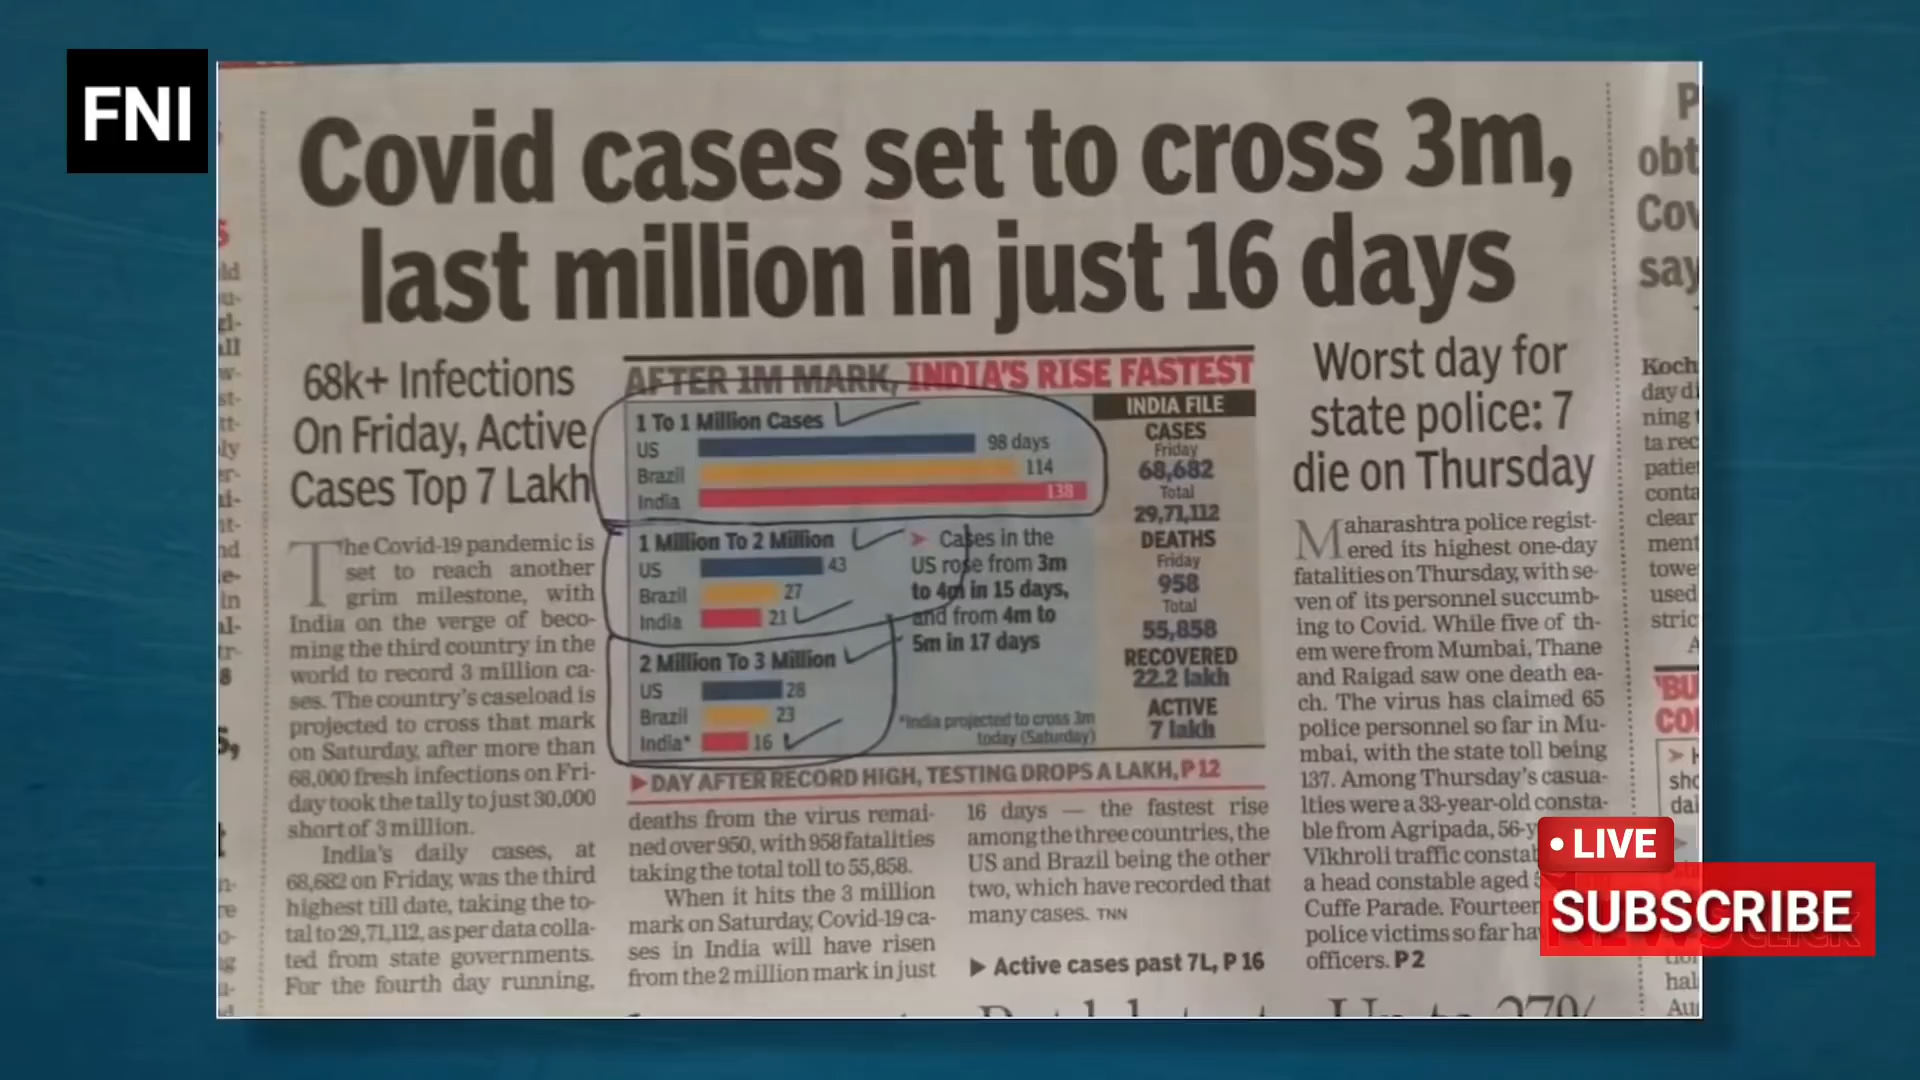 FNI
Covid cases set to cross 3m,
last million in just 16 days
68k+ Infections
On Friday, Active
Cases Top 7 Lakh
The Covid-19 pandemic is
set to reach another
grim milestone, with
India on the verge of beco-
ming the third country in the
world to record 3 million ca-
ses. The country's caseload is
projected to cross that mark
on Saturday, after more than
68,000 fresh infections on Fri-
day took the tally to just 30,000
short of 3 million.
India's daily cases, at
68,682 on Friday, was the third
highest till date, taking the to-
tal to 29,71,112, as per data colla-
ted from state governments.
For the fourth day running,
AFTER 1M MARK, INDIA'S RISE FASTEST
1 To 1 Million Cases
US 98 days
Brazil 114
India 138
1 Million To 2 Million
US 43
Brazil 27
India 21
2 Million To 3 Million
US 28
Brazil 23
India* 16
Cases in the
US rose from 3m
to 4m in 15 days,
and from 4m to
5m in 17 days
*India projected to cross 3m
today (Saturday)
INDIA FILE
CASES
Friday
68,682
Total
29,71,112
DEATHS
Friday
958
Total
55,858
RECOVERED
22.2 lakh
ACTIVE
7 lakh
DAY AFTER RECORD HIGH, TESTING DROPS A LAKH, P 12
deaths from the virus remai-
ned over 950, with 958 fatalities
taking the total toll to 55,858.
When it hits the 3 million
mark on Saturday, Covid-19 ca-
ses in India will have risen
from the 2 million mark in just
16 days — the fastest rise
among the three countries, the
US and Brazil being the other
two, which have recorded that
many cases. TNN
Active cases past 7L, P 16
Worst day for
state police: 7
die on Thursday
Maharashtra police regist-
ered its highest one-day
fatalities on Thursday, with se-
ven of its personnel succumb-
ing to Covid. While five of th-
em were from Mumbai, Thane
and Raigad saw one death ea-
ch. The virus has claimed 65
police personnel so far in Mu-
mbai, with the state toll being
137. Among Thursday's casua-
lties were a 33-year-old consta-
ble from Agripada, 56-y
Vikhroli traffic constab
a head constable aged
Cuffe Parade. Fourteen
police victims so far ha
officers. P 2
LIVE
SUBSCRIBE